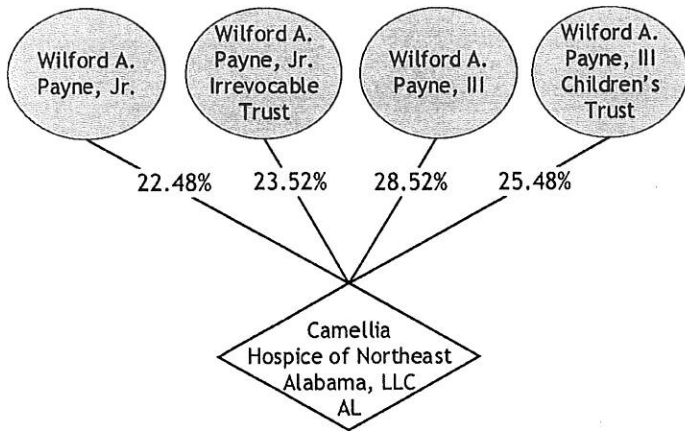 Wilford A.
Payne, Jr.
Wilford A.
Payne, Jr.
Irrevocable
Trust
Wilford A.
Payne, III
Wilford A.
Payne, III
Children's
Trust
22.48%
23.52%
28.52%
25.48%
Camellia
Hospice of Northeast
Alabama, LLC
AL